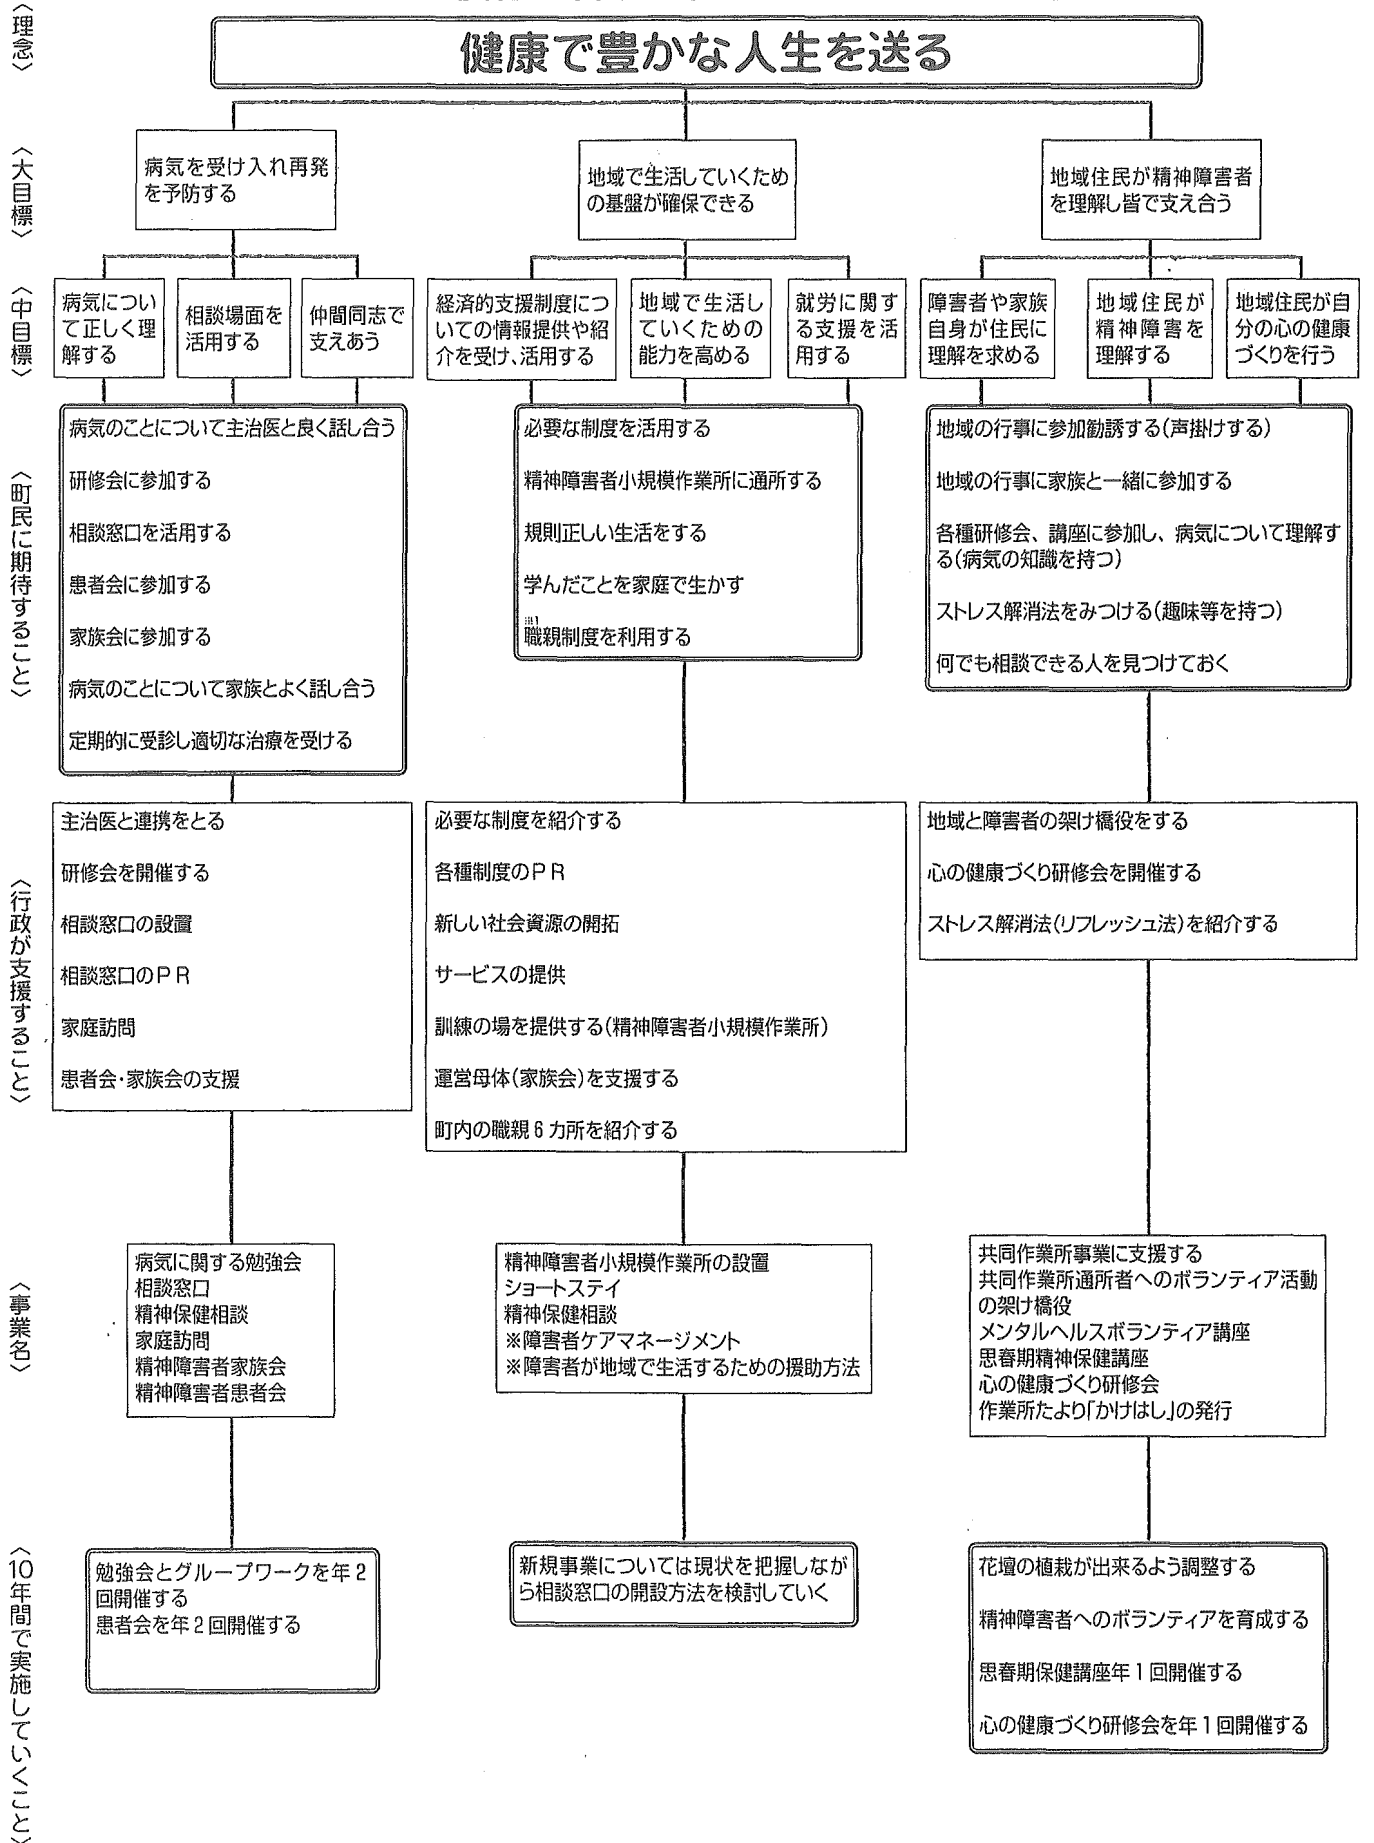 〈理念〉
健康で豊かな人生を送る
〈大目標〉
病気を受け入れ再発
を予防する
地域で生活していくため
の基盤が確保できる
地域住民が精神障害者
を理解し皆で支え合う
〈中目標〉
病気につい
て正しく理
解する
相談場面を
活用する
仲間同志で
支えあう
経済的支援制度につ
いての情報提供や紹
介を受け、活用する
地域で生活し
ていくための
能力を高める
就労に関す
る支援を活
用する
障害者や家族
自身が住民に
理解を求める
地域住民が
精神障害を
理解する
地域住民が自
分の心の健康
づくりを行う
〈町民に期待すること〉
病気のことについて主治医と良く話し合う
研修会に参加する
相談窓口を活用する
患者会に参加する
家族会に参加する
病気のことについて家族とよく話し合う
定期的に受診し適切な治療を受ける
必要な制度を活用する
精神障害者小規模作業所に通所する
規則正しい生活をする
学んだことを家庭で生かす
職親制度を利用する
地域の行事に参加勧誘する(声掛けする)
地域の行事に家族と一緒に参加する
各種研修会、講座に参加し、病気について理解す
る(病気の知識を持つ)
ストレス解消法をみつける(趣味等を持つ)
何でも相談できる人を見つけておく
〈行政が支援すること〉
主治医と連携をとる
研修会を開催する
相談窓口の設置
相談窓口のPR
家庭訪問
患者会・家族会の支援
必要な制度を紹介する
各種制度のPR
新しい社会資源の開拓
サービスの提供
訓練の場を提供する(精神障害者小規模作業所)
運営母体(家族会)を支援する
町内の職親6カ所を紹介する
地域と障害者の架け橋役をする
心の健康づくり研修会を開催する
ストレス解消法(リフレッシュ法)を紹介する
〈事業名〉
病気に関する勉強会
相談窓口
精神保健相談
家庭訪問
精神障害者家族会
精神障害者患者会
精神障害者小規模作業所の設置
ショートステイ
精神保健相談
※障害者ケアマネージメント
※障害者が地域で生活するための援助方法
共同作業所事業に支援する
共同作業所通所者へのボランティア活動
の架け橋役
メンタルヘルスボランティア講座
思春期精神保健講座
心の健康づくり研修会
作業所たより「かけはし」の発行
〈10年間で実施していくこと〉
勉強会とグループワークを年2
回開催する
患者会を年2回開催する
新規事業については現状を把握しなが
ら相談窓口の開設方法を検討していく
花壇の植栽が出来るよう調整する
精神障害者へのボランティアを育成する
思春期保健講座年1回開催する
心の健康づくり研修会を年1回開催する